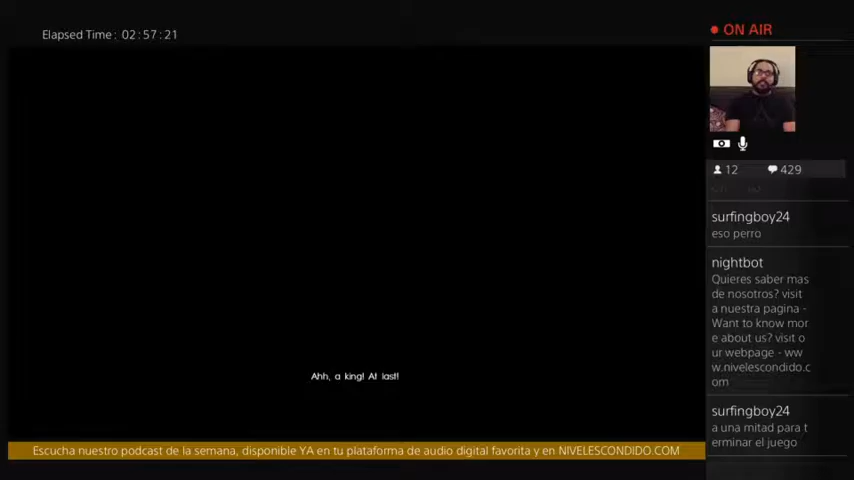 Elapsed Time: 02:57:21
ON AIR
12 429
surfingboy24
eso perro
nightbot
Quieres saber mas
de nosotros? visit
a nuestra pagina -
Want to know mor
e about us? visit o
ur webpage - ww
w.nivelescondido.c
om
surfingboy24
a una mitad para t
erminar el juego
Ahh, a king! At last!
Escucha nuestro podcast de la semana, disponible YA en tu plataforma de audio digital favorita y en NIVELESCONDIDO.COM